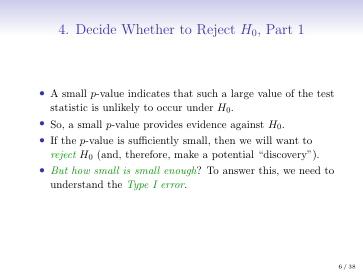 4. Decide Whether to Reject H₀, Part 1
• A small p-value indicates that such a large value of the test
statistic is unlikely to occur under H₀.
• So, a small p-value provides evidence against H₀.
• If the p-value is sufficiently small, then we will want to
reject H₀ (and, therefore, make a potential “discovery”).
• But how small is small enough? To answer this, we need to
understand the Type I error.
6 / 38